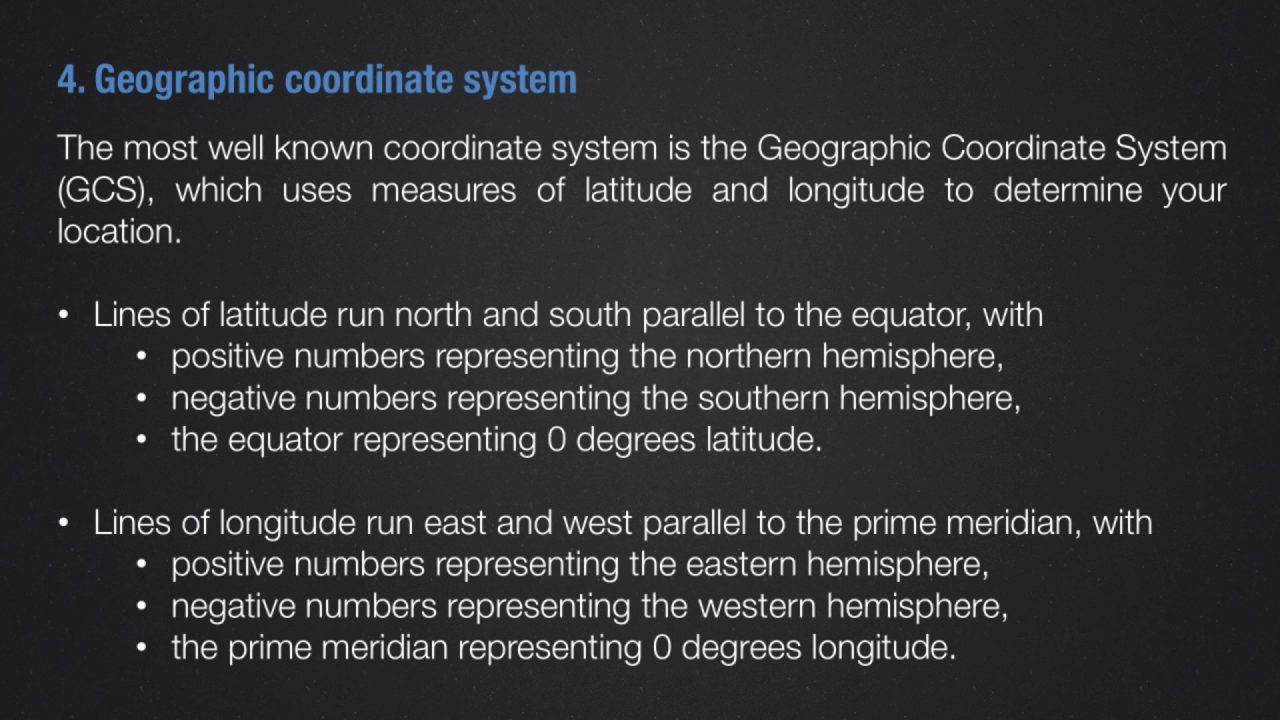 4. Geographic coordinate system
The most well known coordinate system is the Geographic Coordinate System
(GCS), which uses measures of latitude and longitude to determine your
location.
• Lines of latitude run north and south parallel to the equator, with
• positive numbers representing the northern hemisphere,
• negative numbers representing the southern hemisphere,
• the equator representing 0 degrees latitude.
• Lines of longitude run east and west parallel to the prime meridian, with
• positive numbers representing the eastern hemisphere,
• negative numbers representing the western hemisphere,
• the prime meridian representing 0 degrees longitude.